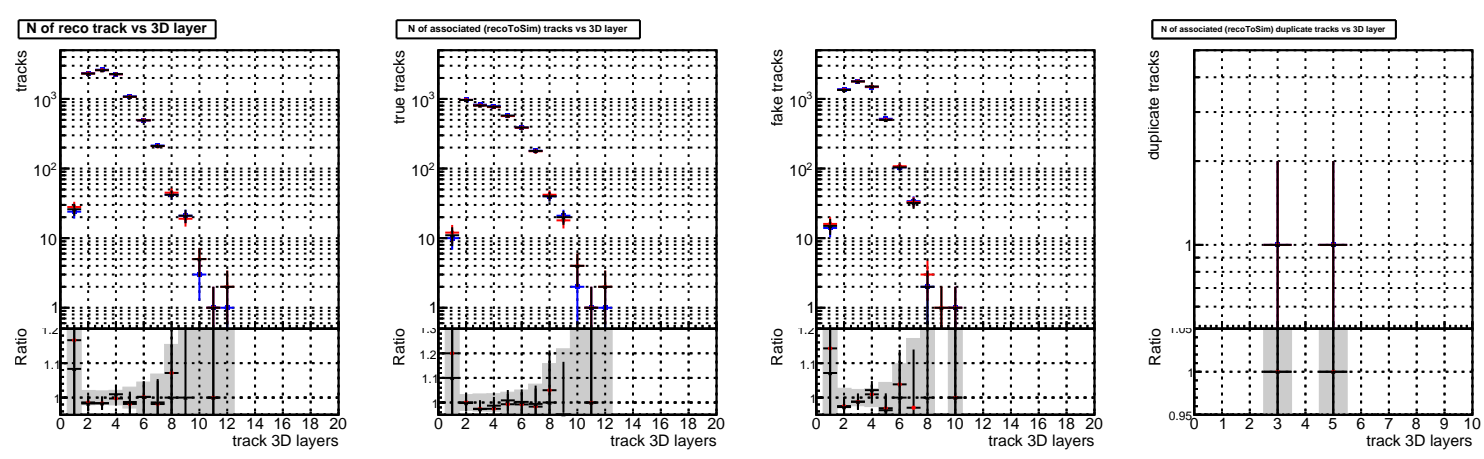 N of reco track vs 3D layer
tracks
10³
10²
10
1
Ratio
1.2
1.1
1
0 2 4 6 8 10 12 14 16 18 20
track 3D layers
N of associated (recoToSim) tracks vs 3D layer
true tracks
10³
10²
10
1
Ratio
1.3
1.2
1.1
1
0 2 4 6 8 10 12 14 16 18 20
track 3D layers
fake tracks
10³
10²
10
1
Ratio
1.2
1.1
1
0 2 4 6 8 10 12 14 16 18 20
track 3D layers
N of associated (recoToSim) duplicate tracks vs 3D layer
duplicate tracks
1
Ratio
1.05
1
0.95
0 1 2 3 4 5 6 7 8 9 10
track 3D layers